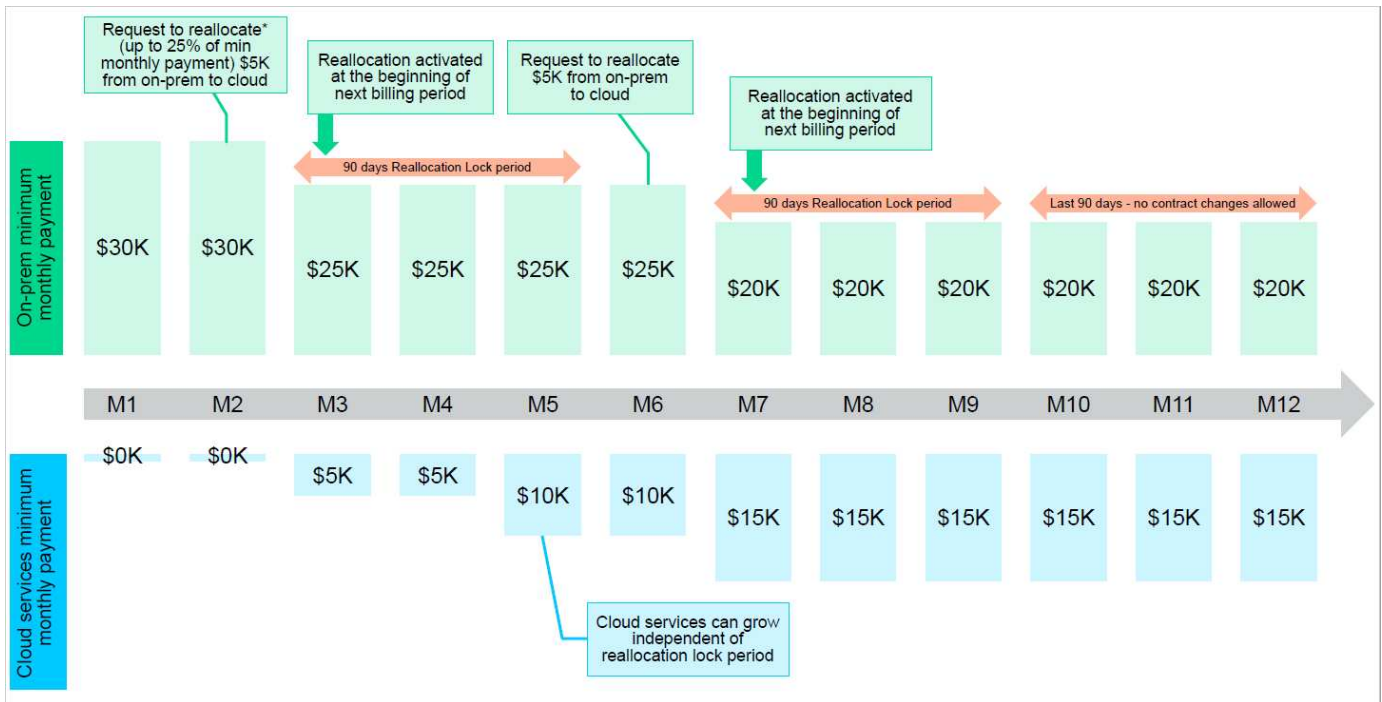 Request to reallocate*
(up to 25% of min
monthly payment) $5K
from on-prem to cloud
Reallocation activated
at the beginning of
next billing period
Request to reallocate
$5K from on-prem
to cloud
Reallocation activated
at the beginning of
next billing period
90 days Reallocation Lock period
90 days Reallocation Lock period
Last 90 days - no contract changes allowed
On-prem minimum
monthly payment
$30K
$30K
$25K
$25K
$25K
$25K
$20K
$20K
$20K
$20K
$20K
$20K
M1
M2
M3
M4
M5
M6
M7
M8
M9
M10
M11
M12
Cloud services minimum
monthly payment
$0K
$0K
$5K
$5K
$10K
$10K
$15K
$15K
$15K
$15K
$15K
$15K
Cloud services can grow
independent of
reallocation lock period